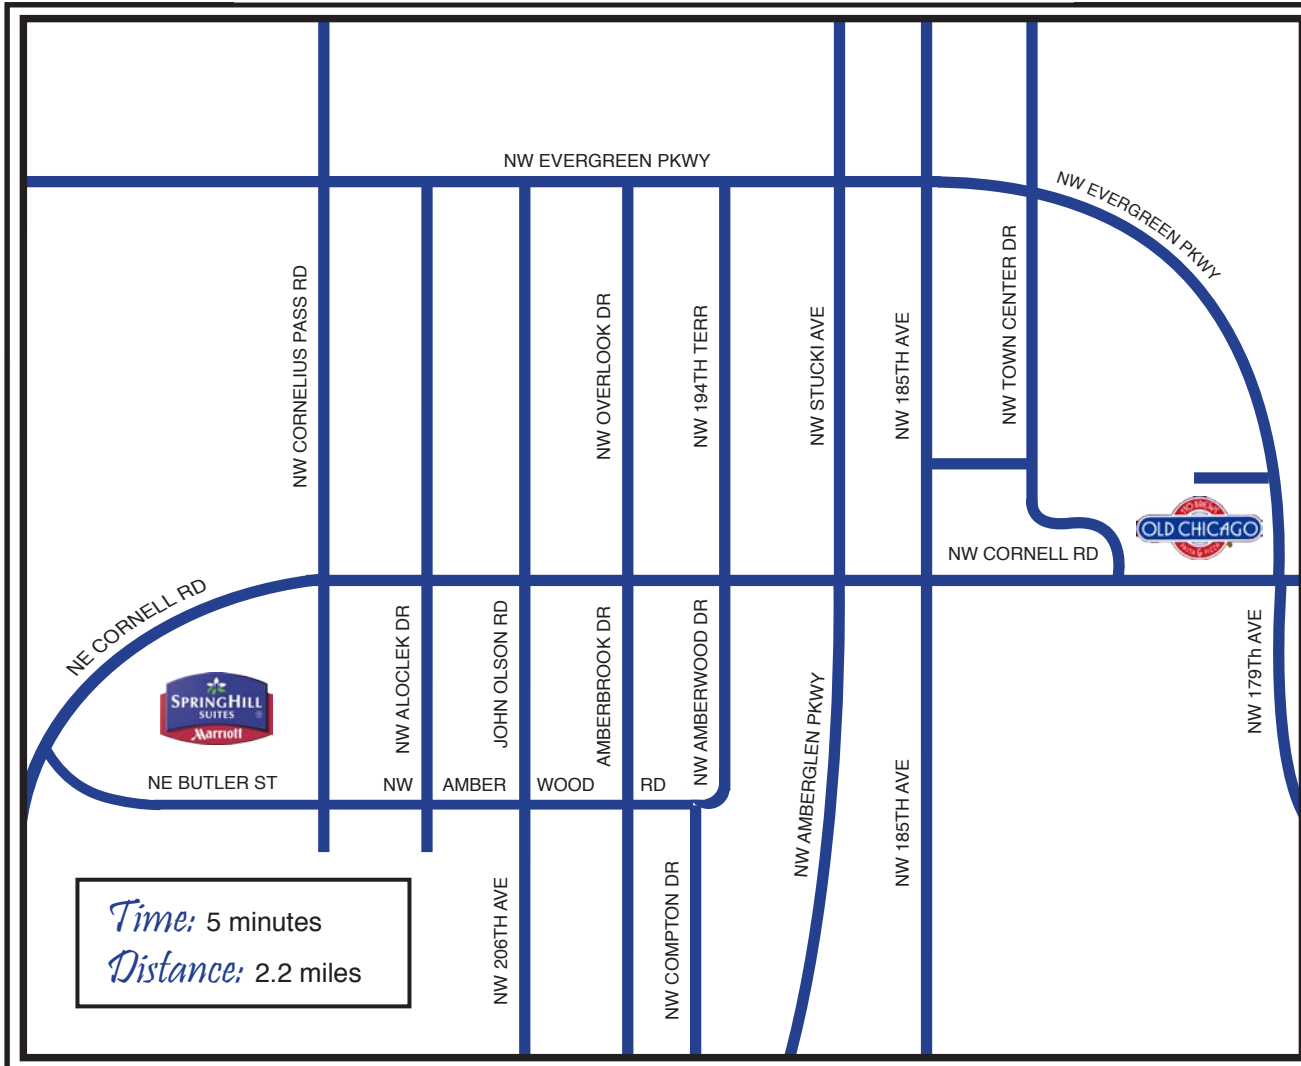 NW EVERGREEN PKWY
NW EVERGREEN PKWY
NW CORNELIUS PASS RD
NW OVERLOOK DR
NW 194TH TERR
NW STUCKI AVE
NW 185TH AVE
NW TOWN CENTER DR
OLD CHICAGO
NW CORNELL RD
NE CORNELL RD
NW ALOCLEK DR
JOHN OLSON RD
AMBERBROOK DR
NW AMBERWOOD DR
NW AMBERGLEN PKWY
NW 179Th AVE
SPRINGHILL
SUITES ®
Marriott
NE BUTLER ST
NW AMBER WOOD RD
NW 185TH AVE
NW 206TH AVE
NW COMPTON DR
Time: 5 minutes
Distance: 2.2 miles